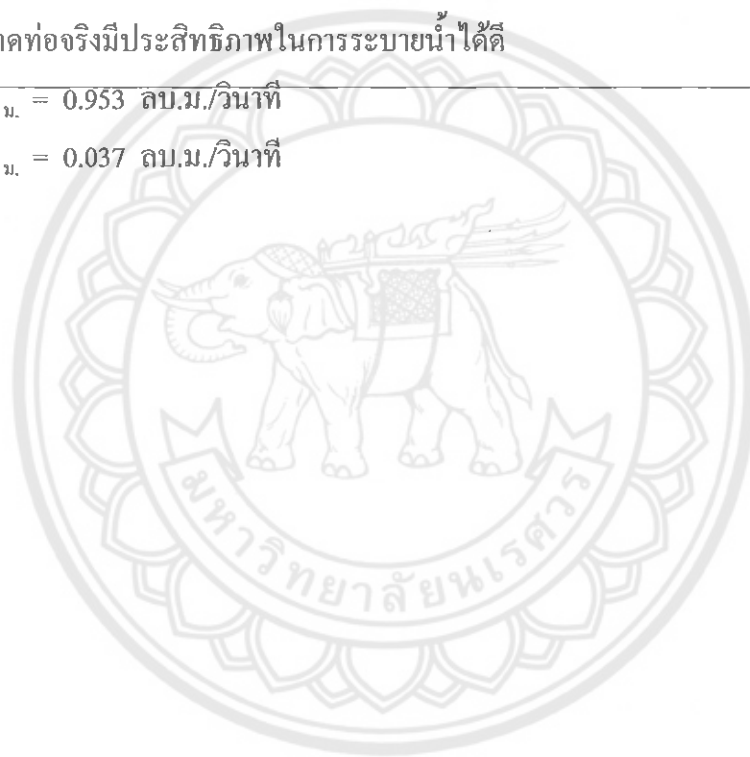 าดท่อจริงมีประสิทธิภาพในการระบายน้ำได้ดี
ม. = 0.953 ลบ.ม./วินาที
ม. = 0.037 ลบ.ม./วินาที
มหาวิทยาลัยนเรศวร